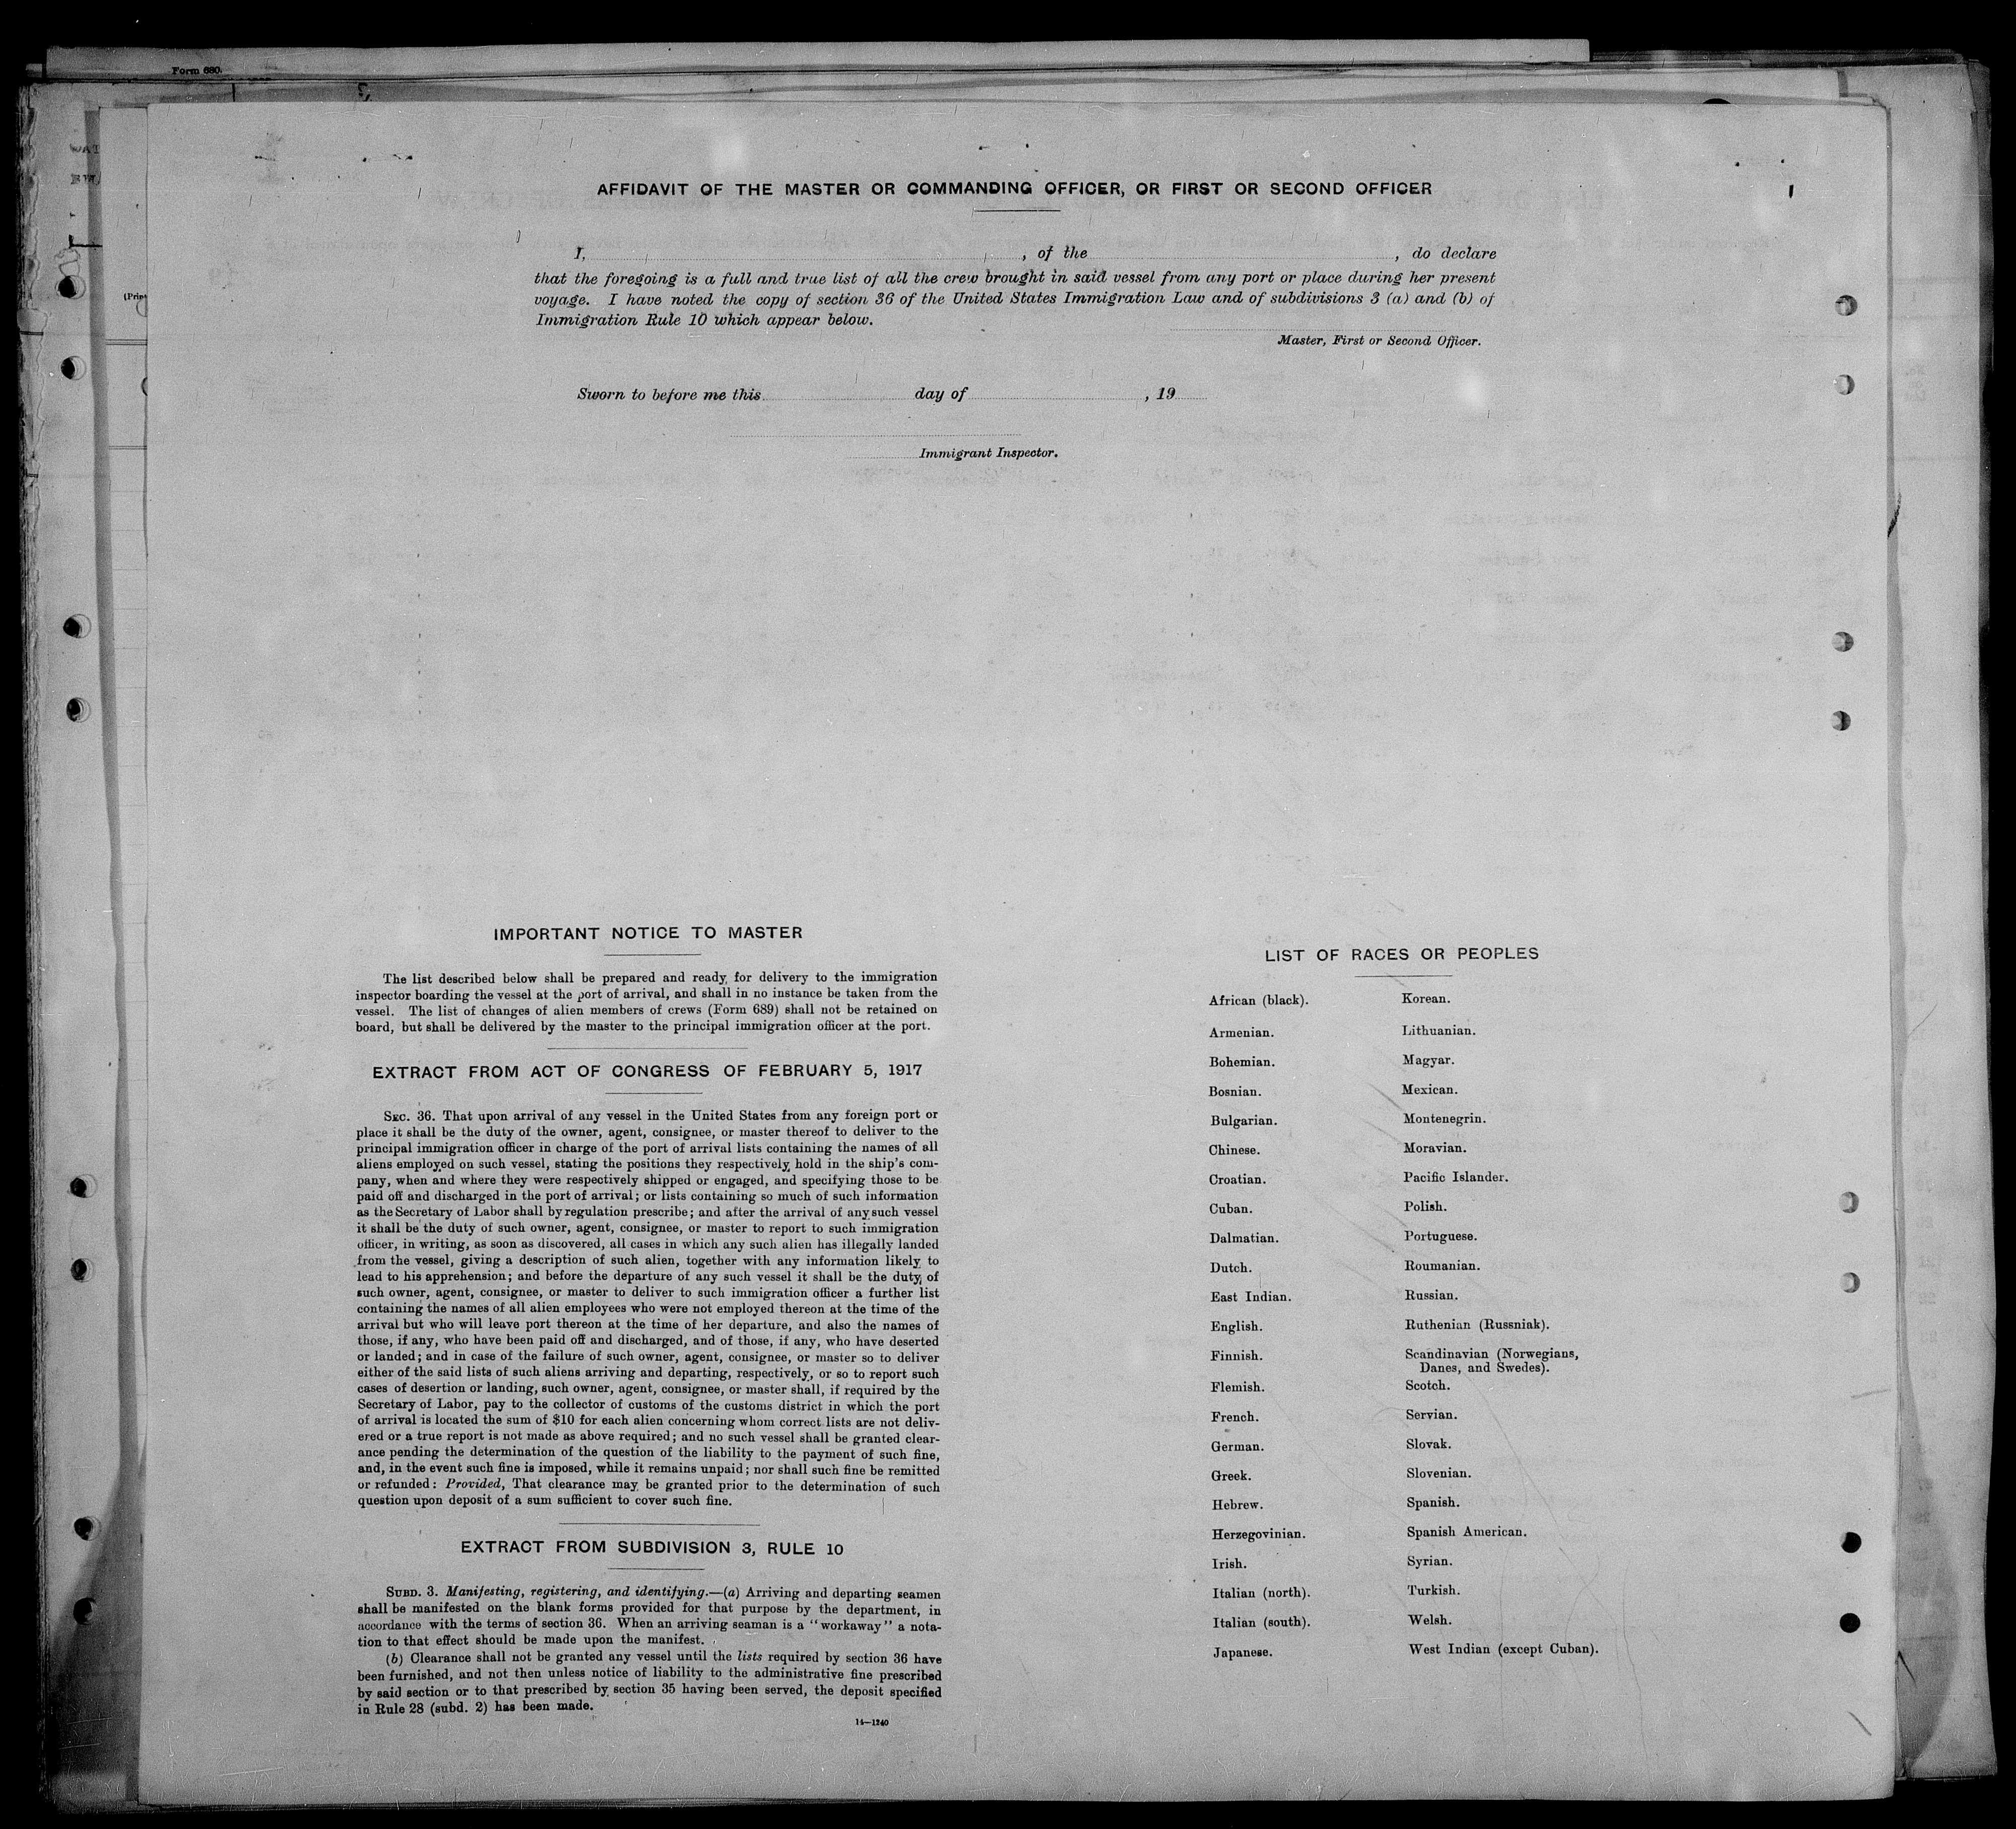 Form 680.
AFFIDAVIT OF THE MASTER OR COMMANDING OFFICER, OR FIRST OR SECOND OFFICER
I, , of the , do declare
that the foregoing is a full and true list of all the crew brought in said vessel from any port or place during her present
voyage. I have noted the copy of section 36 of the United States Immigration Law and of subdivisions 3 (a) and (b) of
Immigration Rule 10 which appear below.
Master, First or Second Officer.
Sworn to before me this day of , 19
Immigrant Inspector.
IMPORTANT NOTICE TO MASTER
The list described below shall be prepared and ready for delivery to the immigration
inspector boarding the vessel at the port of arrival, and shall in no instance be taken from the
vessel. The list of changes of alien members of crews (Form 689) shall not be retained on
board, but shall be delivered by the master to the principal immigration officer at the port.
EXTRACT FROM ACT OF CONGRESS OF FEBRUARY 5, 1917
SEC. 36. That upon arrival of any vessel in the United States from any foreign port or
place it shall be the duty of the owner, agent, consignee, or master thereof to deliver to the
principal immigration officer in charge of the port of arrival lists containing the names of all
aliens employed on such vessel, stating the positions they respectively hold in the ship's com-
pany, when and where they were respectively shipped or engaged, and specifying those to be
paid off and discharged in the port of arrival; or lists containing so much of such information
as the Secretary of Labor shall by regulation prescribe; and after the arrival of any such vessel
it shall be the duty of such owner, agent, consignee, or master to report to such immigration
officer, in writing, as soon as discovered, all cases in which any such alien has illegally landed
from the vessel, giving a description of such alien, together with any information likely to
lead to his apprehension; and before the departure of any such vessel it shall be the duty of
such owner, agent, consignee, or master to deliver to such immigration officer a further list
containing the names of all alien employees who were not employed thereon at the time of the
arrival but who will leave port thereon at the time of her departure, and also the names of
those, if any, who have been paid off and discharged, and of those, if any, who have deserted
or landed; and in case of the failure of such owner, agent, consignee, or master so to deliver
either of the said lists of such aliens arriving and departing, respectively, or so to report such
cases of desertion or landing, such owner, agent, consignee, or master shall, if required by the
Secretary of Labor, pay to the collector of customs of the customs district in which the port
of arrival is located the sum of $10 for each alien concerning whom correct lists are not deliv-
ered or a true report is not made as above required; and no such vessel shall be granted clear-
ance pending the determination of the question of the liability to the payment of such fine,
and, in the event such fine is imposed, while it remains unpaid; nor shall such fine be remitted
or refunded: Provided, That clearance may be granted prior to the determination of such
question upon deposit of a sum sufficient to cover such fine.
EXTRACT FROM SUBDIVISION 3, RULE 10
SUBD. 3. Manifesting, registering, and identifying.—(a) Arriving and departing seamen
shall be manifested on the blank forms provided for that purpose by the department, in
accordance with the terms of section 36. When an arriving seaman is a "workaway" a nota-
tion to that effect should be made upon the manifest.
(b) Clearance shall not be granted any vessel until the lists required by section 36 have
been furnished, and not then unless notice of liability to the administrative fine prescribed
by said section or to that prescribed by section 35 having been served, the deposit specified
in Rule 28 (subd. 2) has been made.
14—1240
LIST OF RACES OR PEOPLES
African (black).
Armenian.
Bohemian.
Bosnian.
Bulgarian.
Chinese.
Croatian.
Cuban.
Dalmatian.
Dutch.
East Indian.
English.
Finnish.
Flemish.
French.
German.
Greek.
Hebrew.
Herzegovinian.
Irish.
Italian (north).
Italian (south).
Japanese.
Korean.
Lithuanian.
Magyar.
Mexican.
Montenegrin.
Moravian.
Pacific Islander.
Polish.
Portuguese.
Roumanian.
Russian.
Ruthenian (Russniak).
Scandinavian (Norwegians,
Danes, and Swedes).
Scotch.
Servian.
Slovak.
Slovenian.
Spanish.
Spanish American.
Syrian.
Turkish.
Welsh.
West Indian (except Cuban).